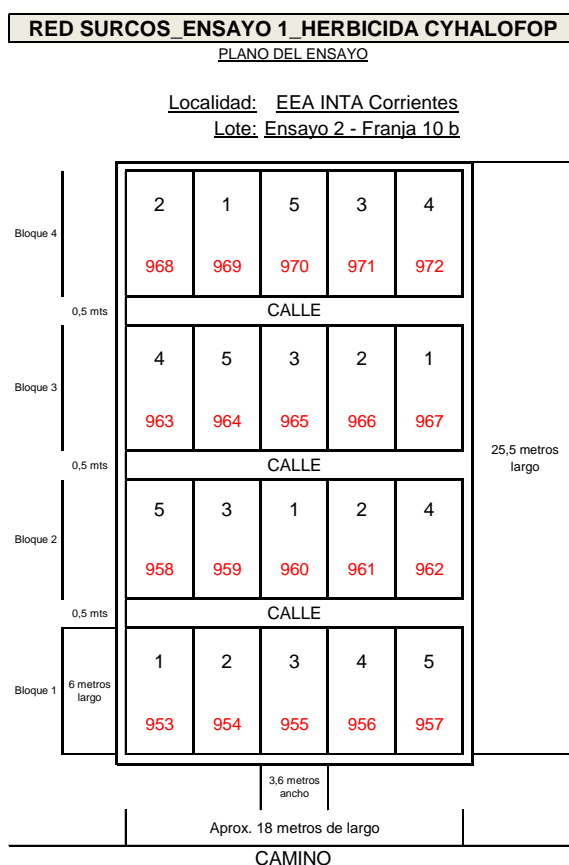 RED SURCOS_ENSAYO 1_HERBICIDA CYHALOFOP
PLANO DEL ENSAYO
Localidad: EEA INTA Corrientes
Lote: Ensayo 2 - Franja 10 b
Bloque 4
2 1 5 3 4
968 969 970 971 972
0,5 mts
CALLE
Bloque 3
4 5 3 2 1
963 964 965 966 967
25,5 metros
largo
0,5 mts
CALLE
Bloque 2
5 3 1 2 4
958 959 960 961 962
0,5 mts
CALLE
Bloque 1
6 metros
largo
1 2 3 4 5
953 954 955 956 957
3,6 metros
ancho
Aprox. 18 metros de largo
CAMINO